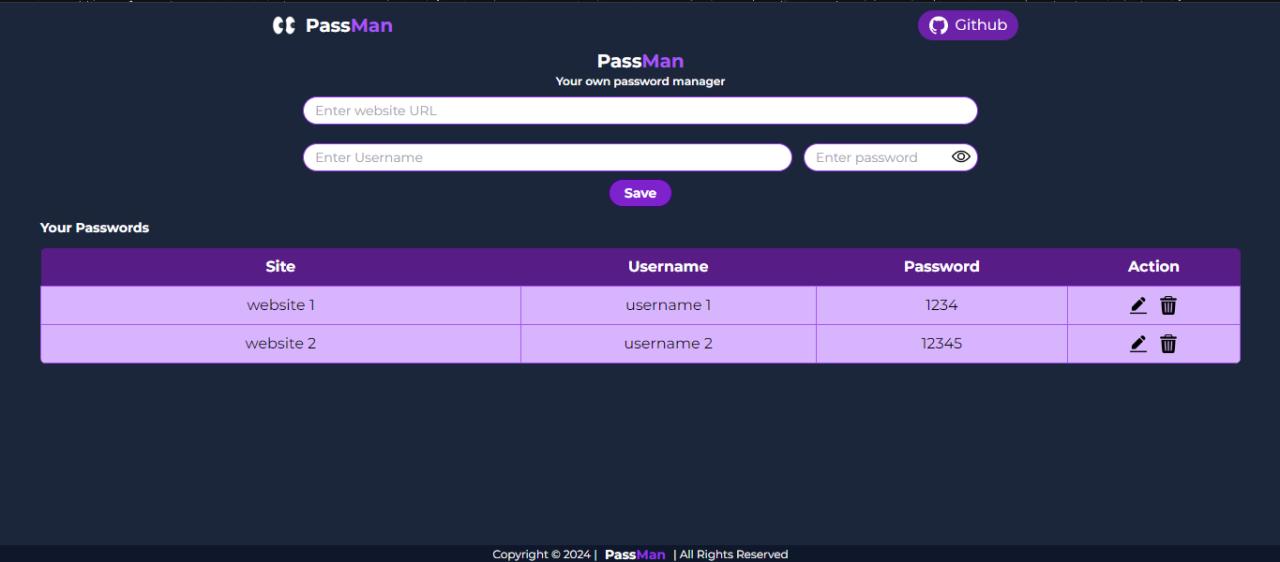 PassMan
Github
PassMan
Your own password manager
Enter website URL
Enter Username
Enter password
Save
Your Passwords
Site Username Password Action
website 1 username 1 1234
website 2 username 2 12345
Copyright © 2024 | PassMan | All Rights Reserved